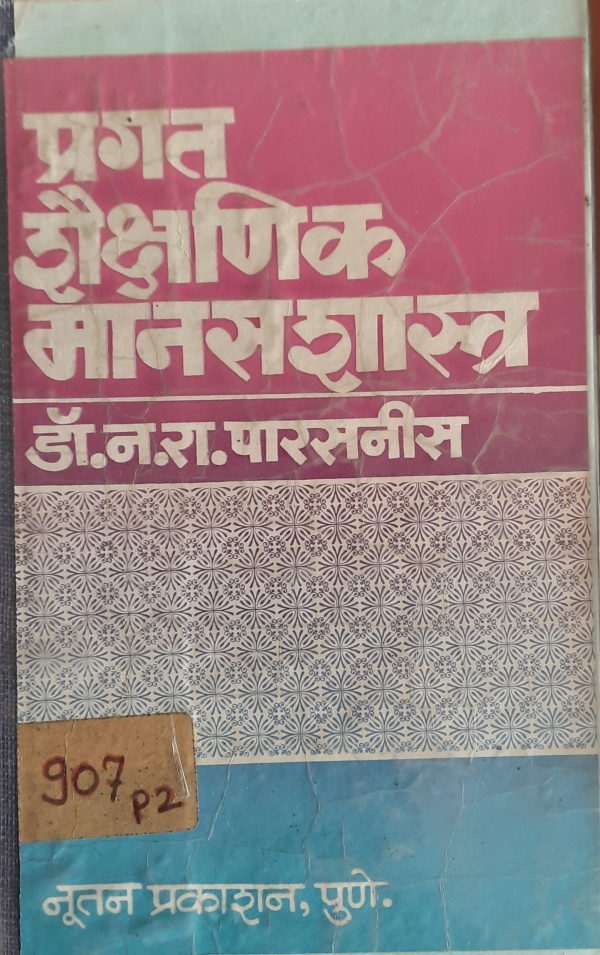 प्रगत
शैक्षणिक
मानसशास्त्र
डॉ.न.रा.पारसनीस
907
P2
नूतन प्रकाशन, पुणे.